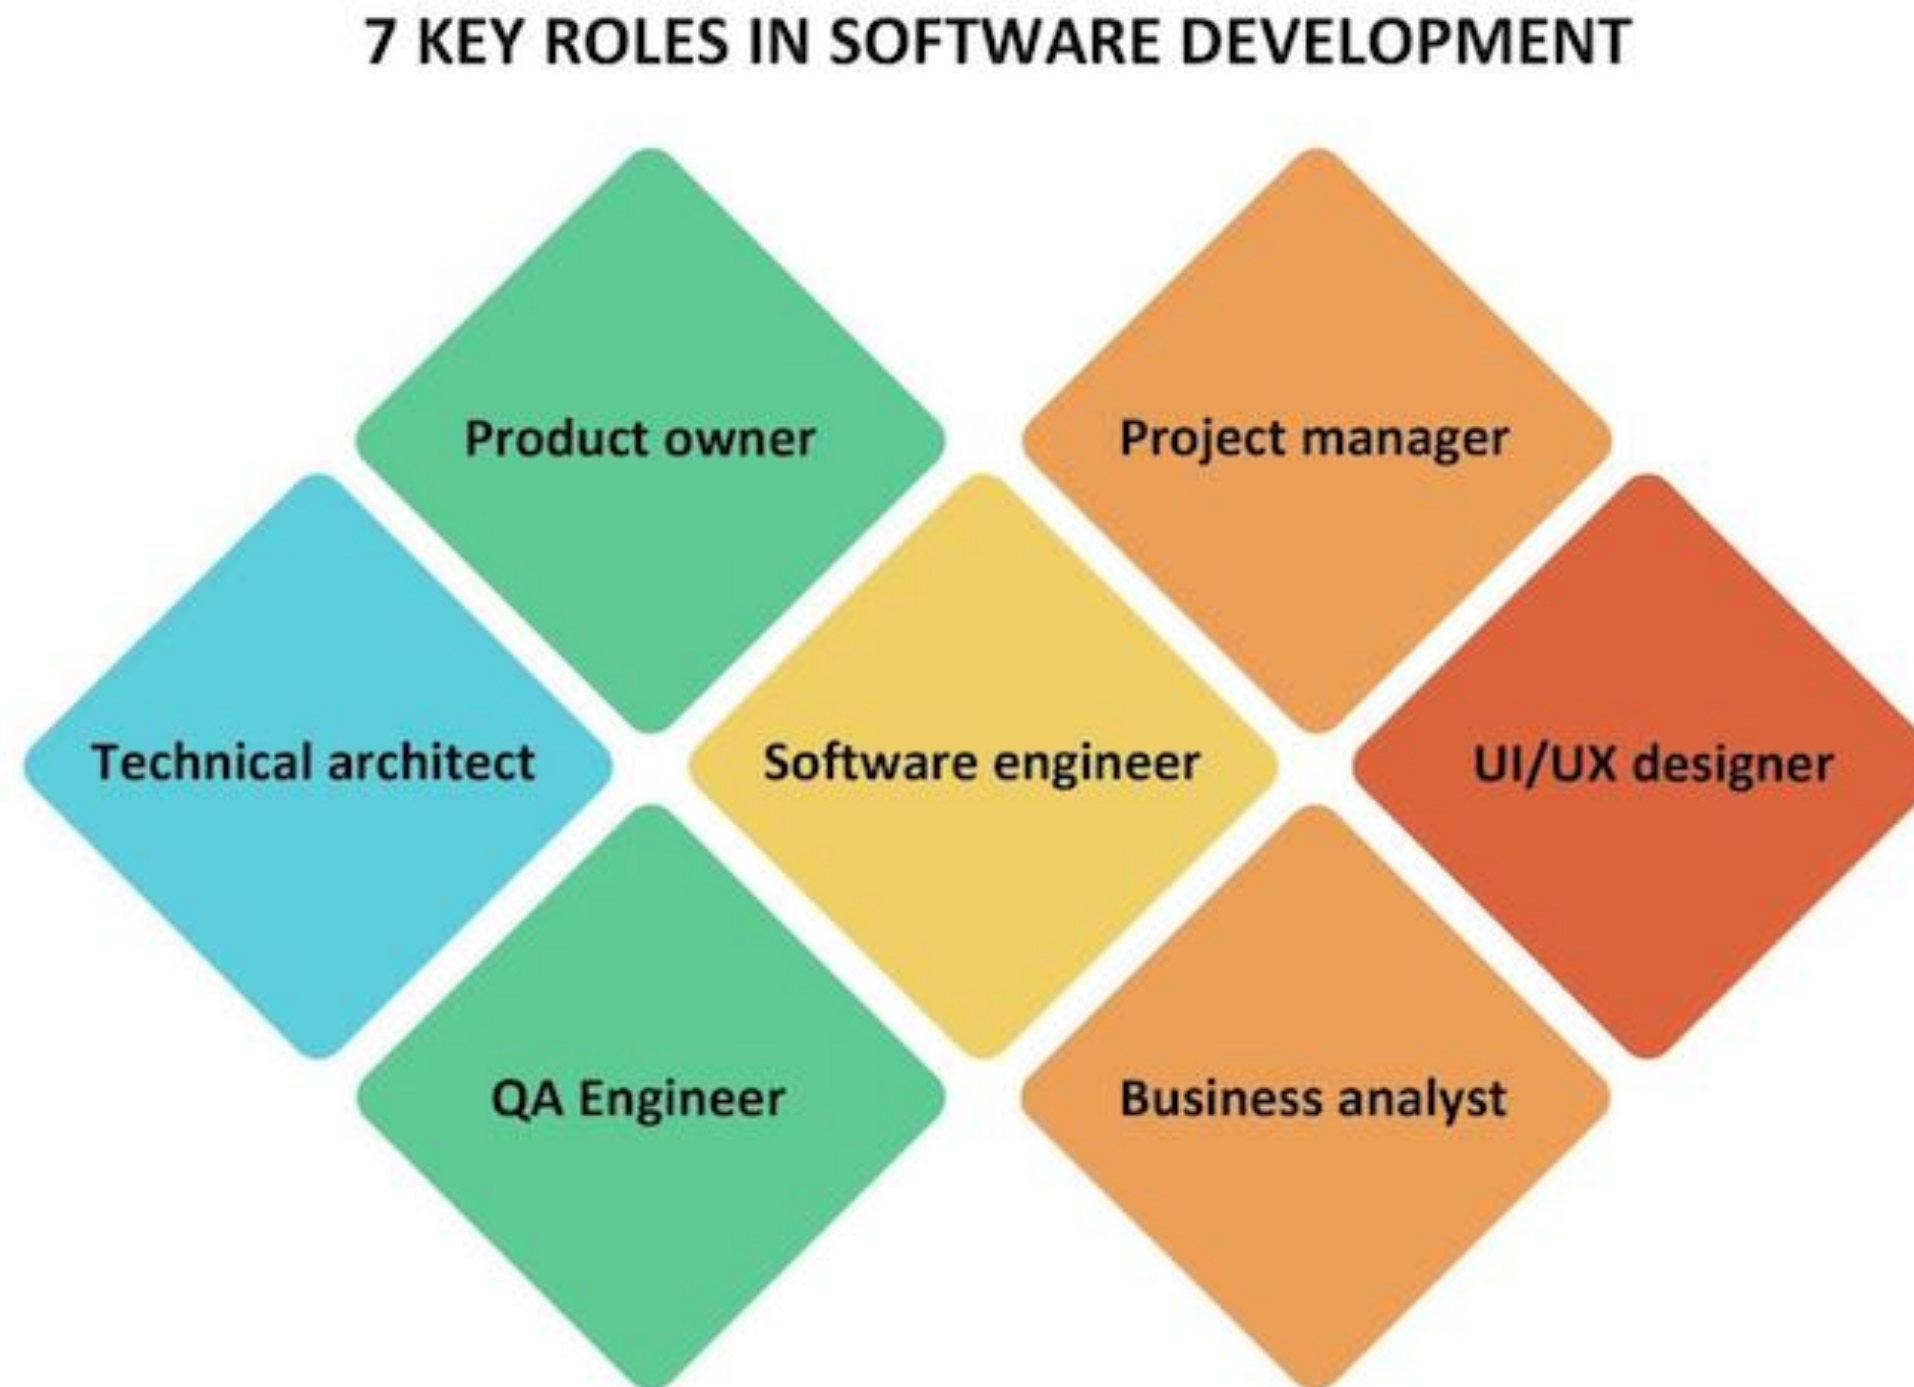 7 KEY ROLES IN SOFTWARE DEVELOPMENT
Product owner
Project manager
Technical architect
Software engineer
UI/UX designer
QA Engineer
Business analyst